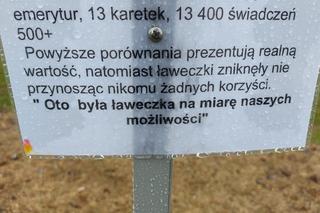 emerytur, 13 karetek, 13 400 świadczeń
500+
Powyższe porównania prezentują realną
wartość, natomiast ławeczki zniknęły nie
przynosząc nikomu żadnych korzyści.
" Oto była ławeczka na miarę naszych
możliwości"